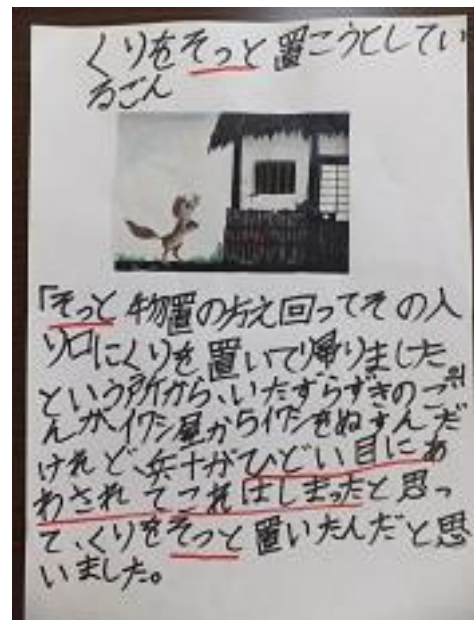 くりをそっと置こうとしてい
るごん
「そっと物置の方え回ってその入
り口にくりを置いて帰りました
という所から、いたずらずきのご
んが、イワシ屋からイワシをぬすんだ
けれど、兵十がひどい目にあ
わされてこれはしまったと思っ
て、くりをそっと置いたんだと思
いました。